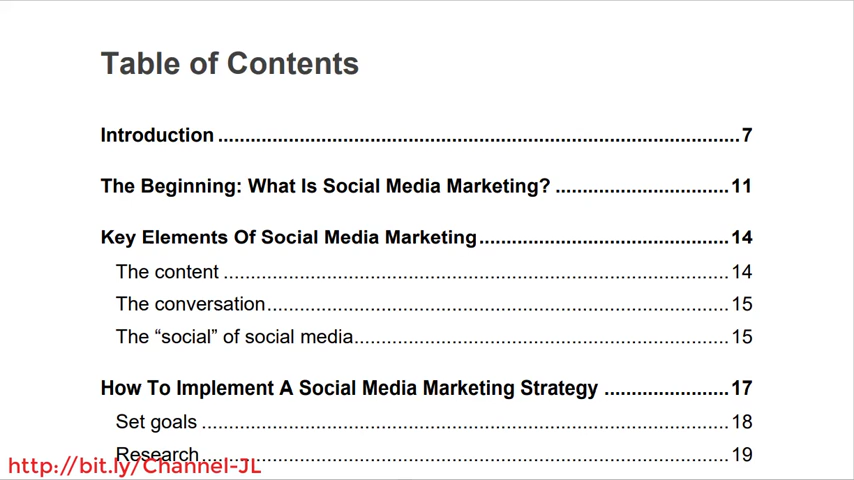 Table of Contents
Introduction ........................................................................................................ 7
The Beginning: What Is Social Media Marketing? ................................. 11
Key Elements Of Social Media Marketing............................................... 14
The content ................................................................................................ 14
The conversation........................................................................................ 15
The “social” of social media....................................................................... 15
How To Implement A Social Media Marketing Strategy ....................... 17
Set goals .................................................................................................... 18
Research.................................................................................................... 19
http://bit.ly/Channel-JL